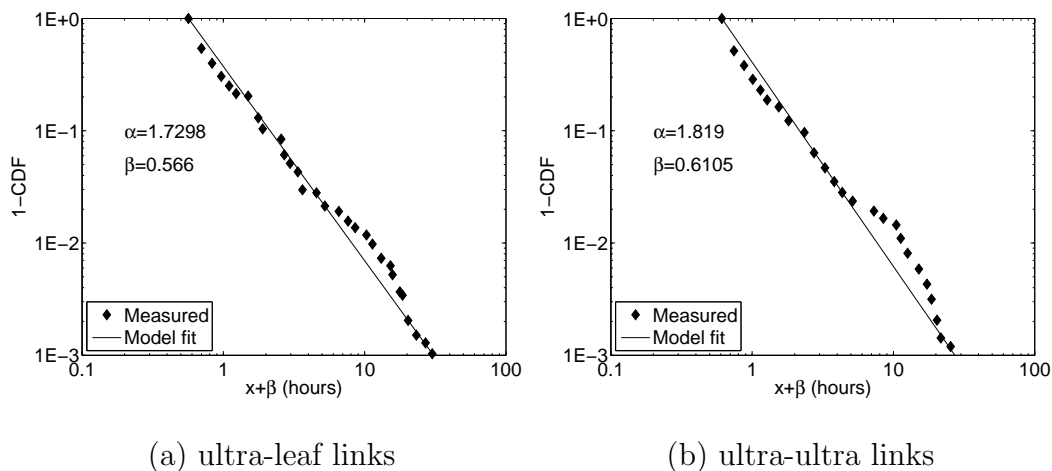 1E+0
1E−1
1E−2
1E−3
1−CDF
α=1.7298
β=0.566
Measured
Model fit
0.1
1
10
100
x+β (hours)
(a) ultra-leaf links
1E+0
1E−1
1E−2
1E−3
1−CDF
α=1.819
β=0.6105
Measured
Model fit
0.1
1
10
100
x+β (hours)
(b) ultra-ultra links